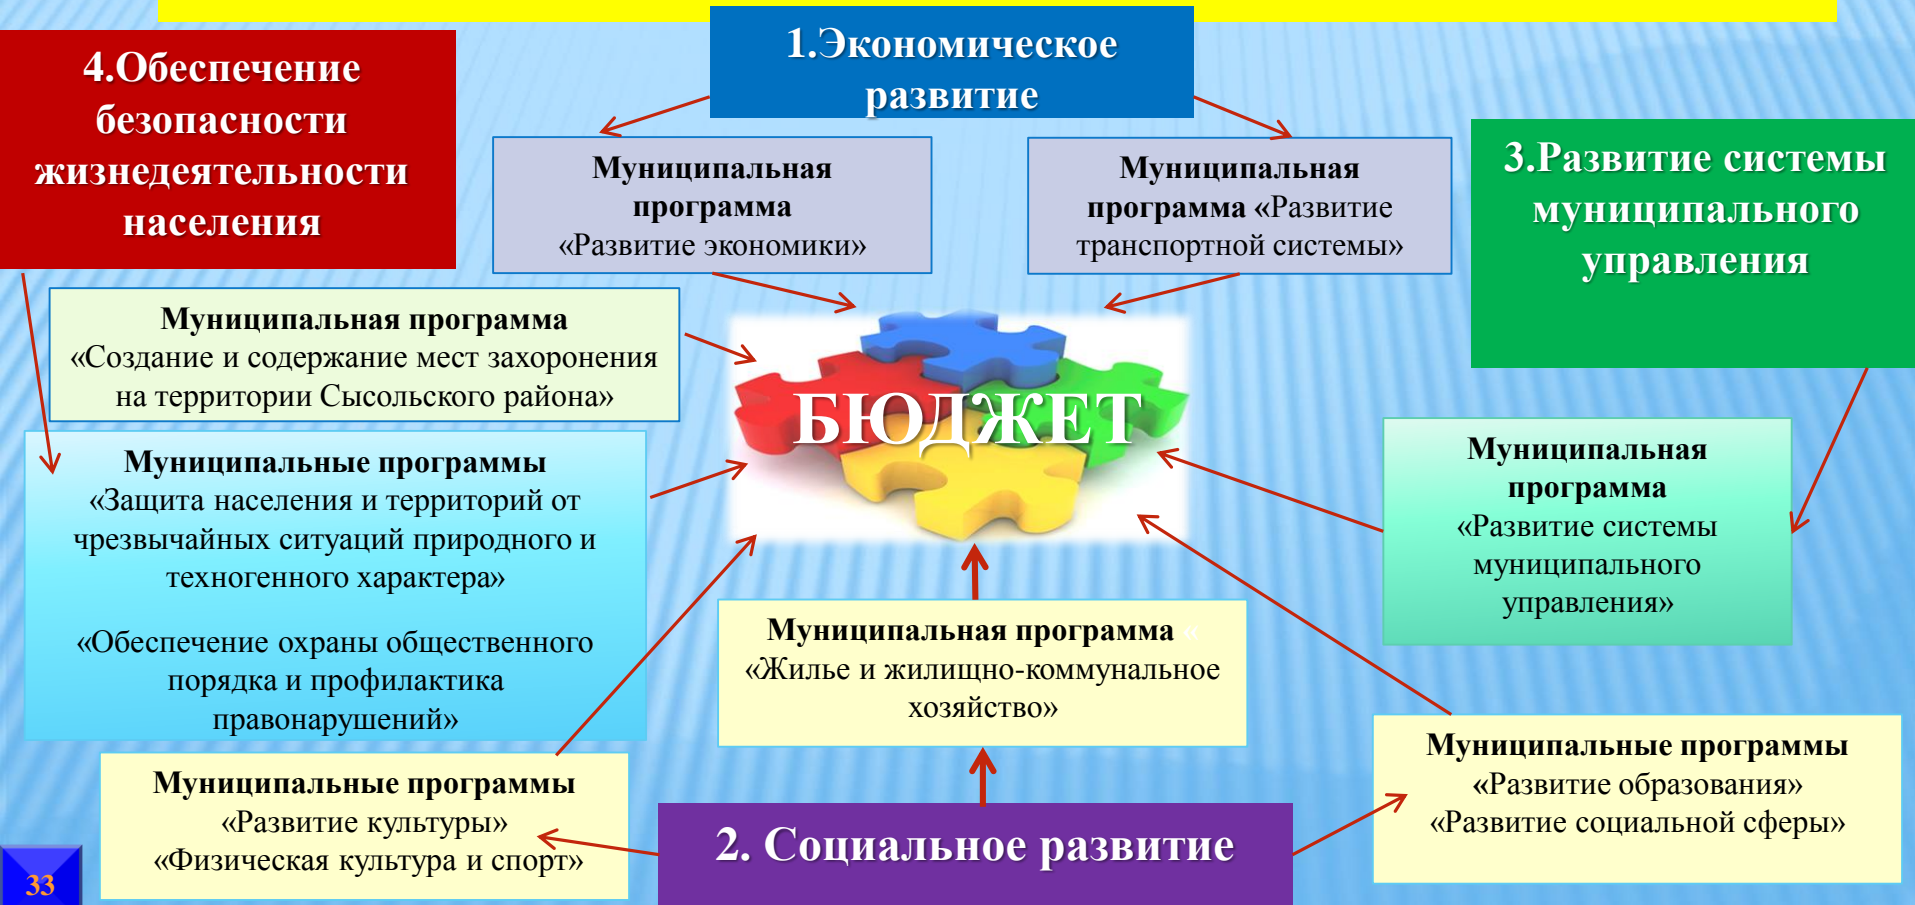 1.Экономическое
развитие
4.Обеспечение
безопасности
жизнедеятельности
населения
3.Развитие системы
муниципального
управления
Муниципальная
программа
«Развитие экономики»
Муниципальная
программа «Развитие
транспортной системы»
Муниципальная программа
«Создание и содержание мест захоронения
на территории Сысольского района»
БЮДЖЕТ
Муниципальные программы
«Защита населения и территорий от
чрезвычайных ситуаций природного и
техногенного характера»
«Обеспечение охраны общественного
порядка и профилактика
правонарушений»
Муниципальная
программа
«Развитие системы
муниципального
управления»
Муниципальная программа «
«Жилье и жилищно-коммунальное
хозяйство»
Муниципальные программы
«Развитие культуры»
«Физическая культура и спорт»
2. Социальное развитие
Муниципальные программы
«Развитие образования»
«Развитие социальной сферы»
33